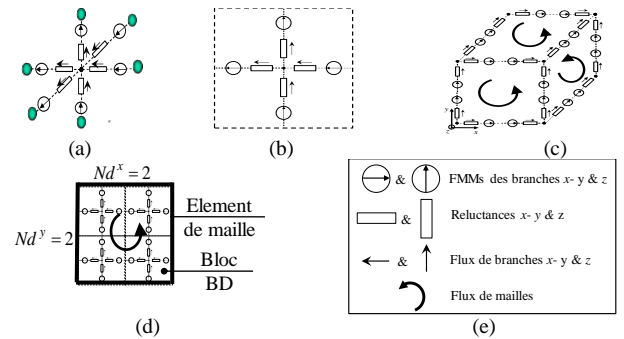 (a)
(b)
y
z
x
(c)
Nd^x = 2
Nd^y = 2
Element
de maille
Bloc
BD
(d)
& FMMs des branches x- y & z
& Reluctances x- y & z
& Flux de branches x- y & z
Flux de mailles
(e)